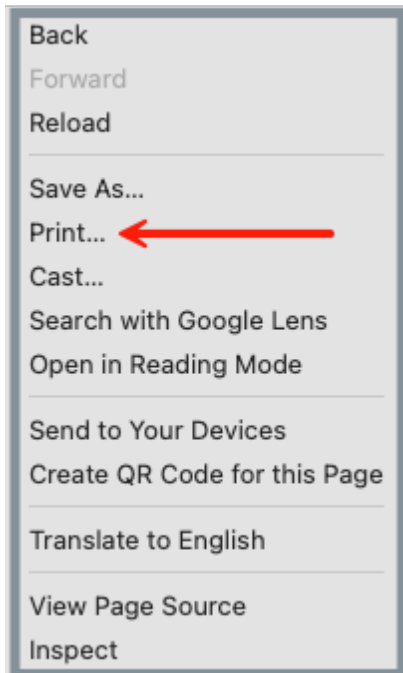 Back
Forward
Reload
Save As...
Print...
Cast...
Search with Google Lens
Open in Reading Mode
Send to Your Devices
Create QR Code for this Page
Translate to English
View Page Source
Inspect